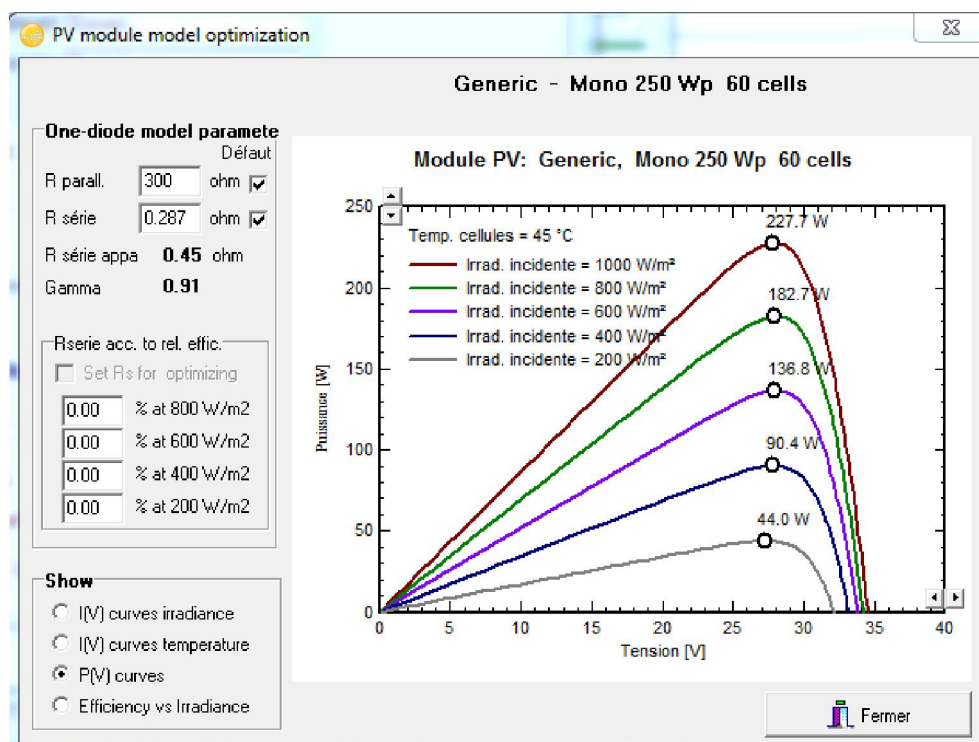 PV module model optimization
Generic - Mono 250 Wp 60 cells
One-diode model paramete
Défaut
R parall. 300 ohm
R série 0.287 ohm
R série appa 0.45 ohm
Gamma 0.91
Rserie acc. to rel. effic.
Set Rs for optimizing
0.00 % at 800 W/m2
0.00 % at 600 W/m2
0.00 % at 400 W/m2
0.00 % at 200 W/m2
Show
I(V) curves irradiance
I(V) curves temperature
P(V) curves
Efficiency vs Irradiance
Module PV: Generic, Mono 250 Wp 60 cells
Temp. cellules = 45 °C
Irrad. incidente = 1000 W/m²
Irrad. incidente = 800 W/m²
Irrad. incidente = 600 W/m²
Irrad. incidente = 400 W/m²
Irrad. incidente = 200 W/m²
227.7 W
182.7 W
136.8 W
90.4 W
44.0 W
Puissance [W]
250
200
150
100
50
0
0 5 10 15 20 25 30 35 40
Tension [V]
Fermer